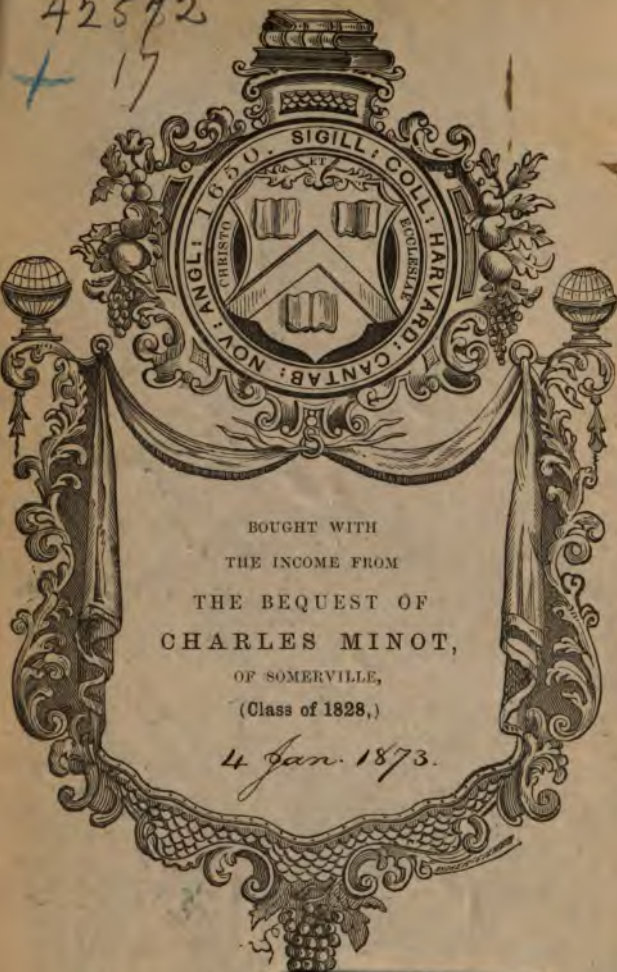 42572
+ 17
SIGILL : COLL : HARVARD : CANTAB : NOV : ANGL : 1650.
ET
CHRISTO
ECCLESIAE
BOUGHT WITH
THE INCOME FROM
THE BEQUEST OF
CHARLES MINOT,
OF SOMERVILLE,
(Class of 1828,)
4 Jan. 1873.